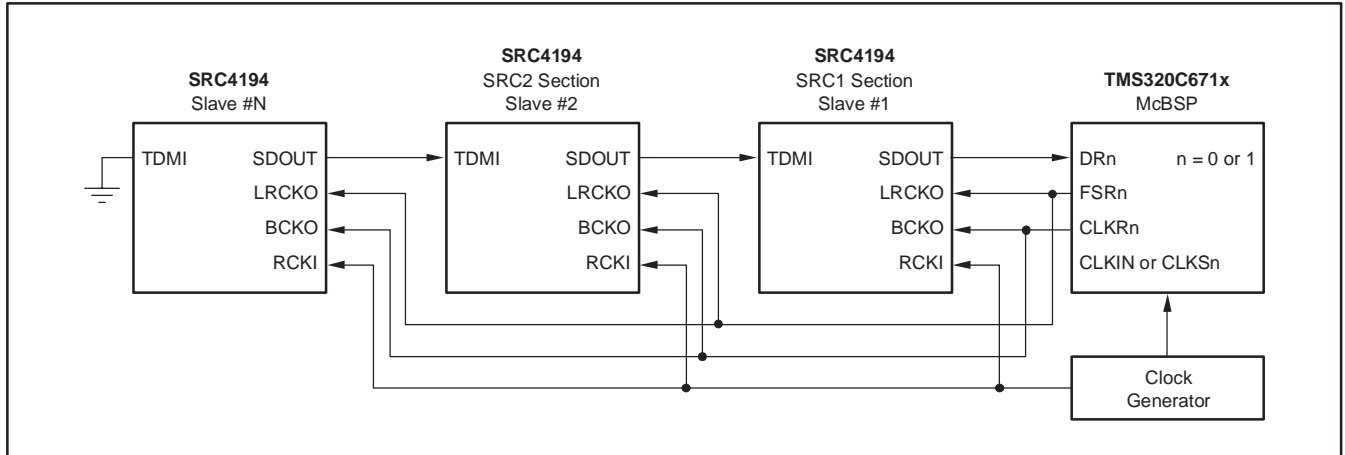 SRC4194
Slave #N
TDMI
SDOUT
LRCKO
BCKO
RCKI
SRC4194
SRC2 Section
Slave #2
TDMI
SDOUT
LRCKO
BCKO
RCKI
SRC4194
SRC1 Section
Slave #1
TDMI
SDOUT
LRCKO
BCKO
RCKI
TMS320C671x
McBSP
DRn
n = 0 or 1
FSRn
CLKRn
CLKIN or CLKSn
Clock
Generator